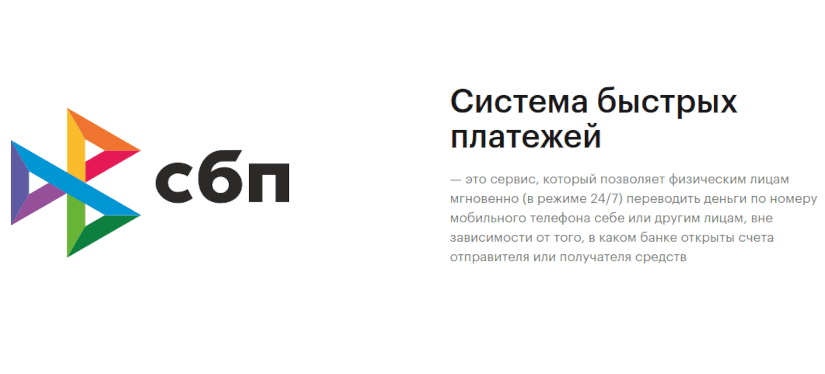 сбп
Система быстрых
платежей
— это сервис, который позволяет физическим лицам
мгновенно (в режиме 24/7) переводить деньги по номеру
мобильного телефона себе или другим лицам, вне
зависимости от того, в каком банке открыты счета
отправителя или получателя средств